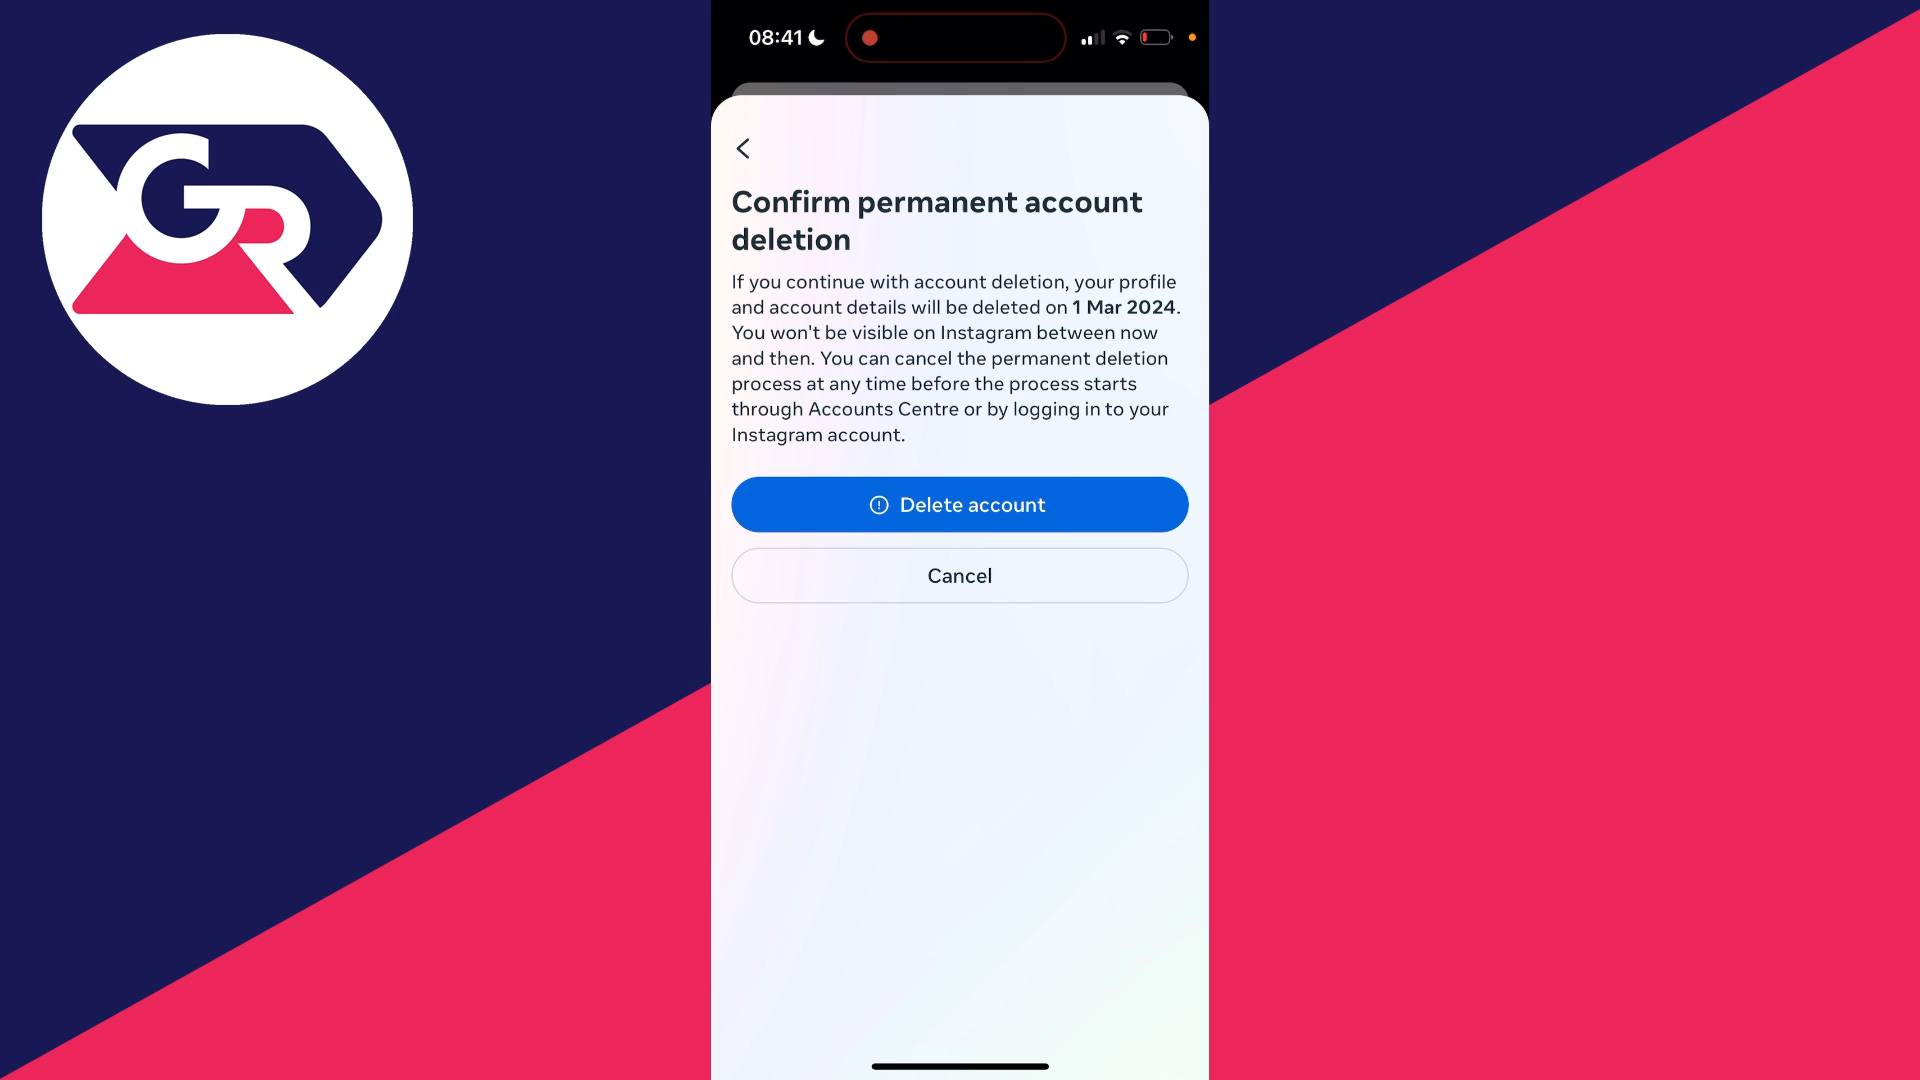 GR
08:41
Confirm permanent account
deletion
If you continue with account deletion, your profile
and account details will be deleted on 1 Mar 2024.
You won't be visible on Instagram between now
and then. You can cancel the permanent deletion
process at any time before the process starts
through Accounts Centre or by logging in to your
Instagram account.
Delete account
Cancel